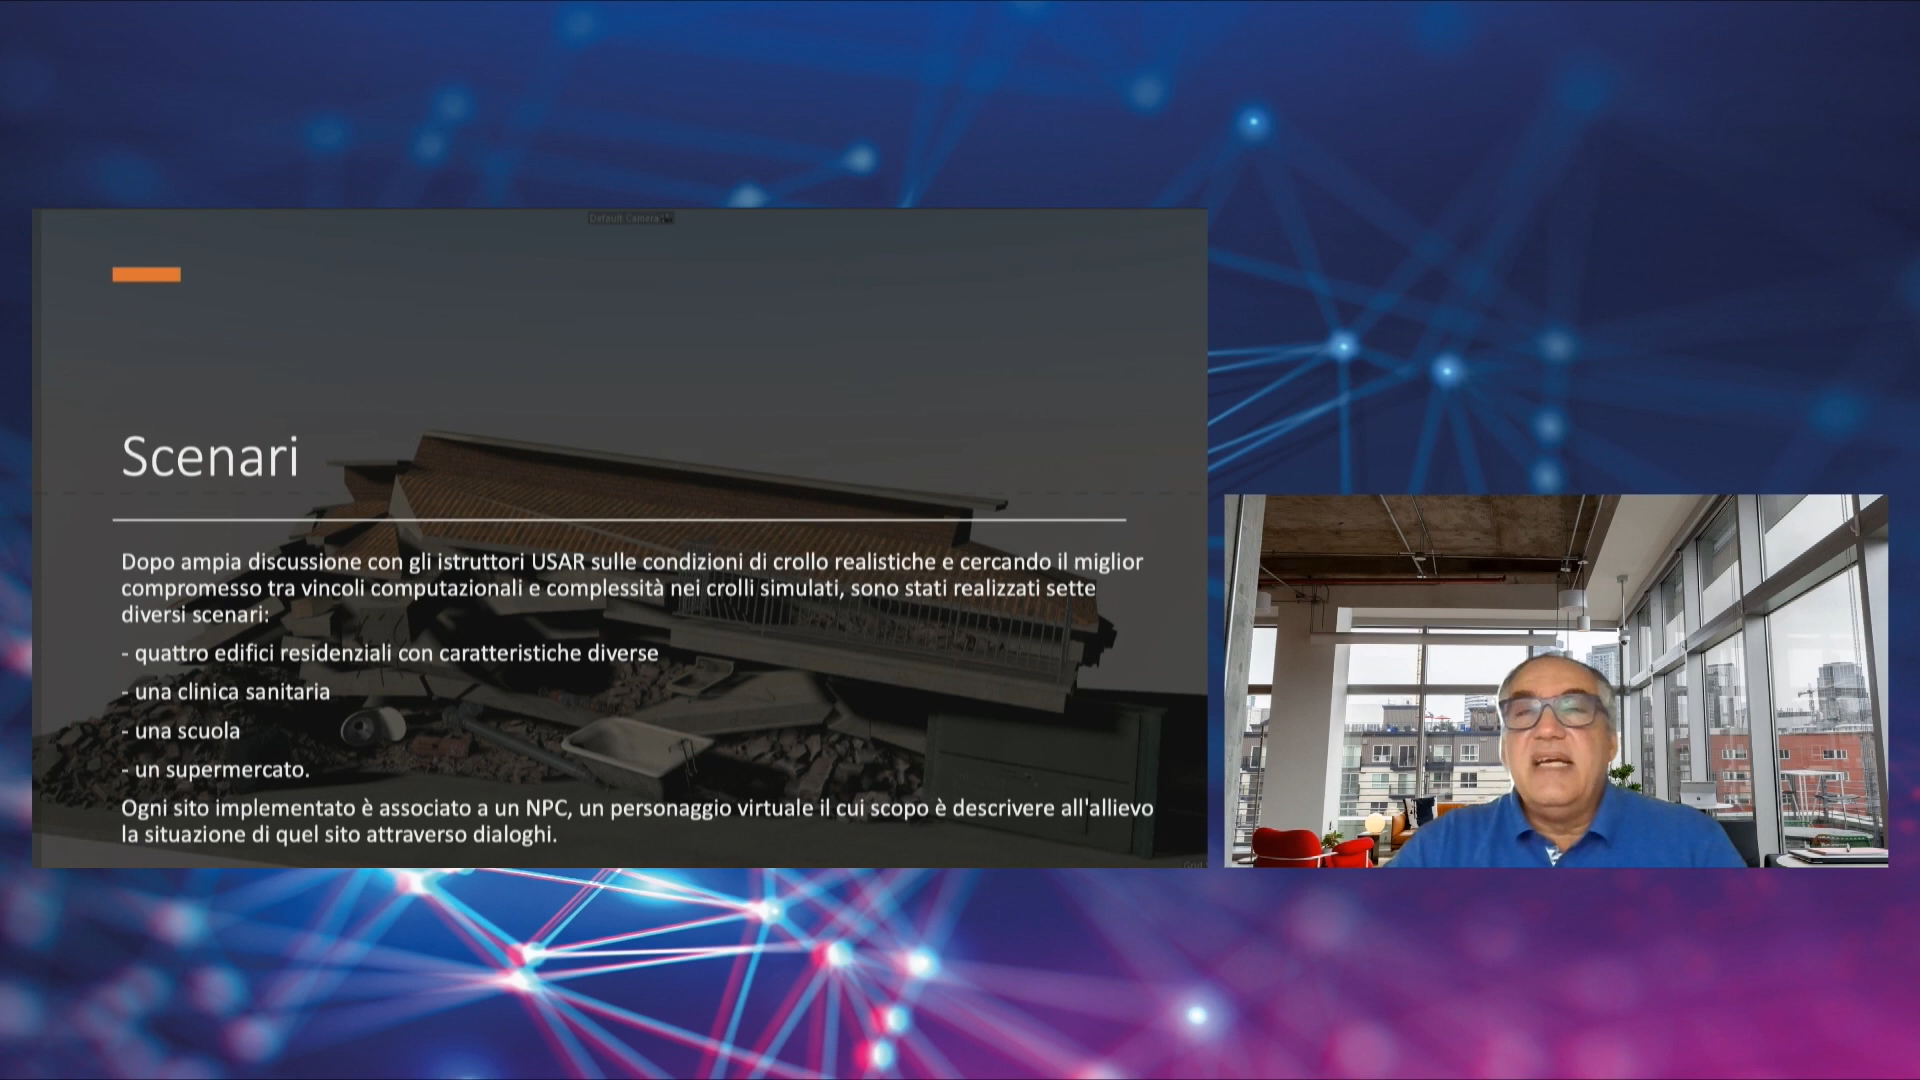 Default Camera
Scenari
Dopo ampia discussione con gli istruttori USAR sulle condizioni di crollo realistiche e cercando il miglior
compromesso tra vincoli computazionali e complessità nei crolli simulati, sono stati realizzati sette
diversi scenari:
- quattro edifici residenziali con caratteristiche diverse
- una clinica sanitaria
- una scuola
- un supermercato.
Ogni sito implementato è associato a un NPC, un personaggio virtuale il cui scopo è descrivere all'allievo
la situazione di quel sito attraverso dialoghi.